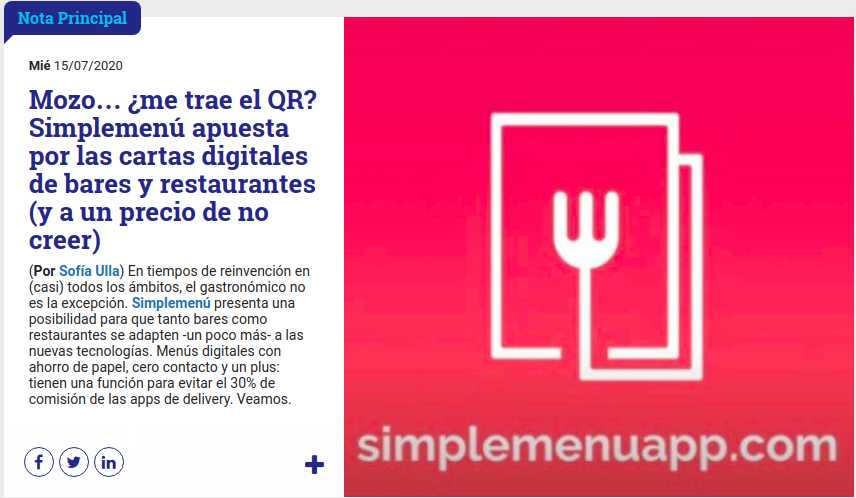 Nota Principal
Mié 15/07/2020
Mozo... ¿me trae el QR?
Simplemenú apuesta
por las cartas digitales
de bares y restaurantes
(y a un precio de no
creer)
(Por Sofía Ulla) En tiempos de reinvención en
(casi) todos los ámbitos, el gastronómico no
es la excepción. Simplemenú presenta una
posibilidad para que tanto bares como
restaurantes se adapten -un poco más- a las
nuevas tecnologías. Menús digitales con
ahorro de papel, cero contacto y un plus:
tienen una función para evitar el 30% de
comisión de las apps de delivery. Veamos.
simplemenuapp.com